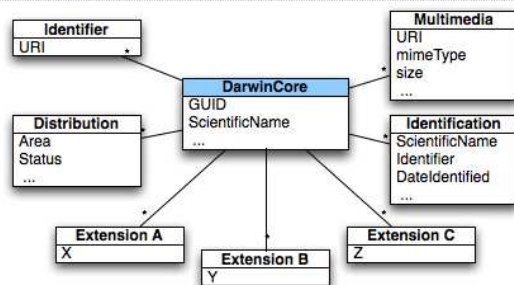 Identifier
URI
*
Multimedia
URI
mimeType
size
...
*
DarwinCore
GUID
ScientificName
...
Distribution
Area
Status
...
*
Identification
ScientificName
Identifier
DateIdentified
...
*
Extension A
X
*
Extension B
Y
*
Extension C
Z
*